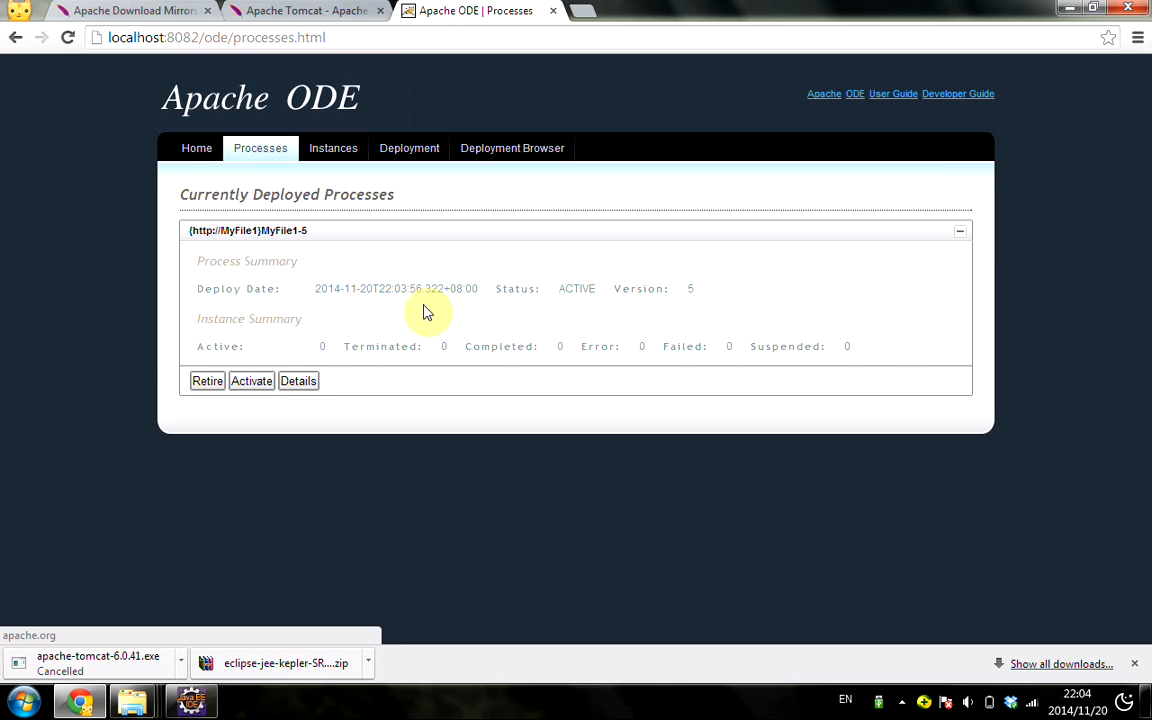 Apache Download Mirrors
Apache Tomcat - Apache
Apache ODE | Processes
localhost:8082/ode/processes.html
Apache ODE
Apache ODE User Guide Developer Guide
Home Processes Instances Deployment Deployment Browser
Currently Deployed Processes
{http://MyFile1}MyFile1-5
Process Summary
Deploy Date: 2014-11-20T22:03:56.322+08:00 Status: ACTIVE Version: 5
Instance Summary
Active: 0 Terminated: 0 Completed: 0 Error: 0 Failed: 0 Suspended: 0
Retire Activate Details
apache.org
apache-tomcat-6.0.41.exe
Cancelled
eclipse-jee-kepler-SR....zip
Show all downloads...
Java EE
IDE
EN
22:04
2014/11/20